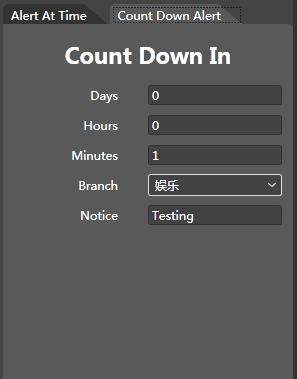 Alert At Time Count Down Alert
Count Down In
Days 0
Hours 0
Minutes 1
Branch 娱乐
Notice Testing